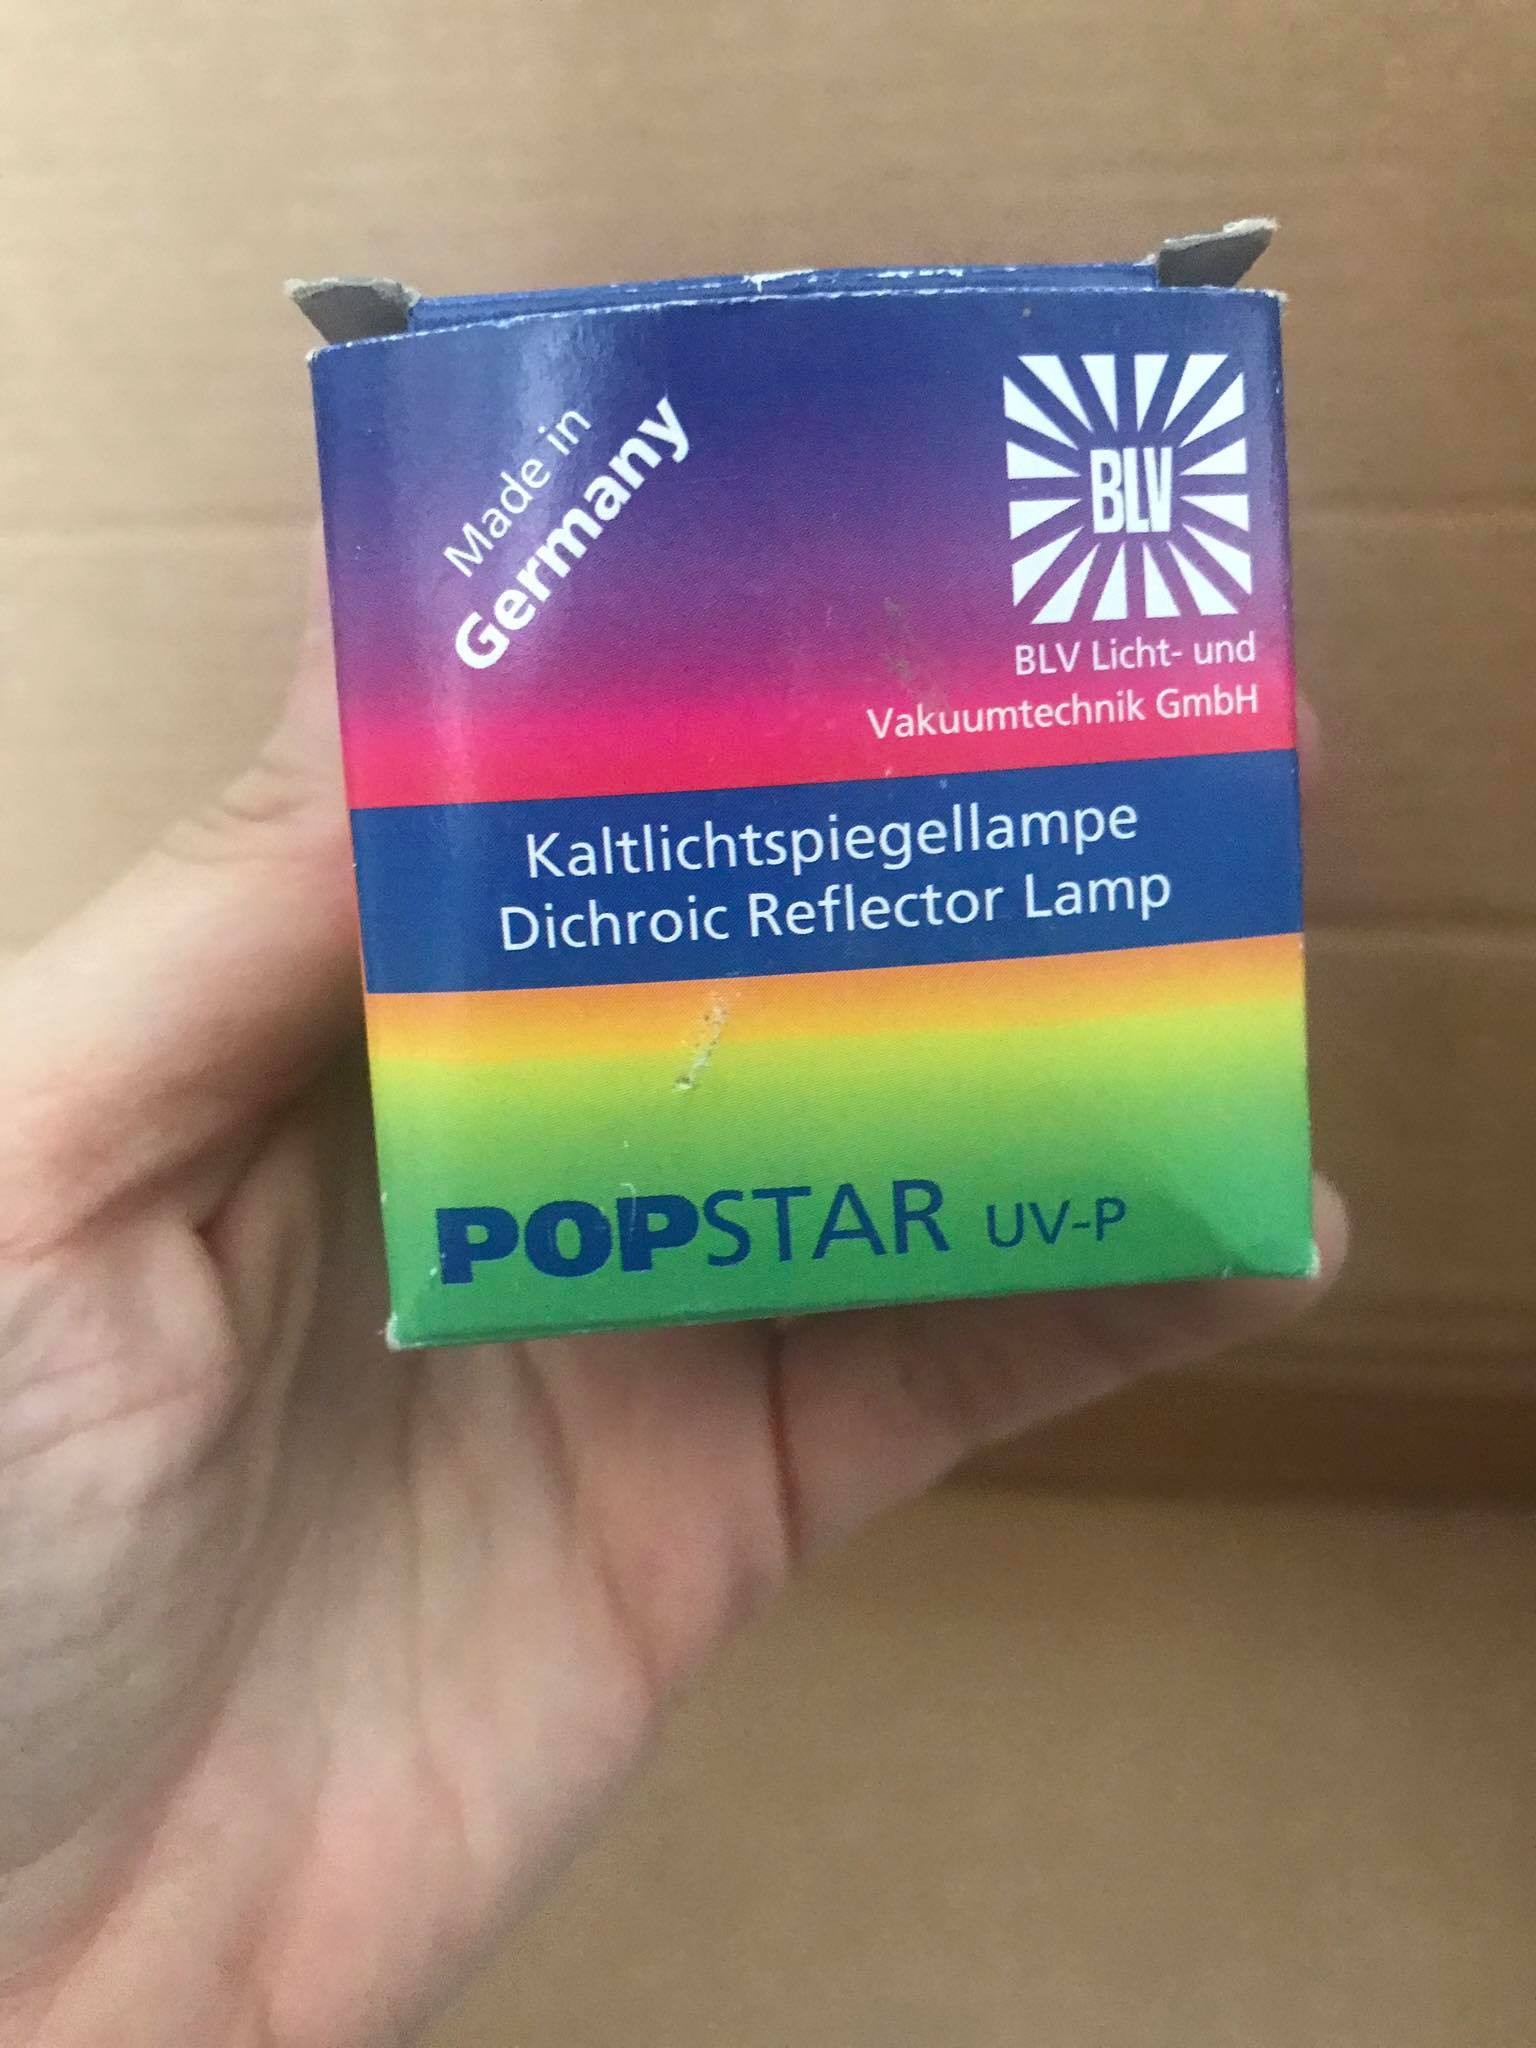 Made in
Germany
BLV
BLV Licht- und
Vakuumtechnik GmbH
Kaltlichtspiegellampe
Dichroic Reflector Lamp
POPSTAR UV-P